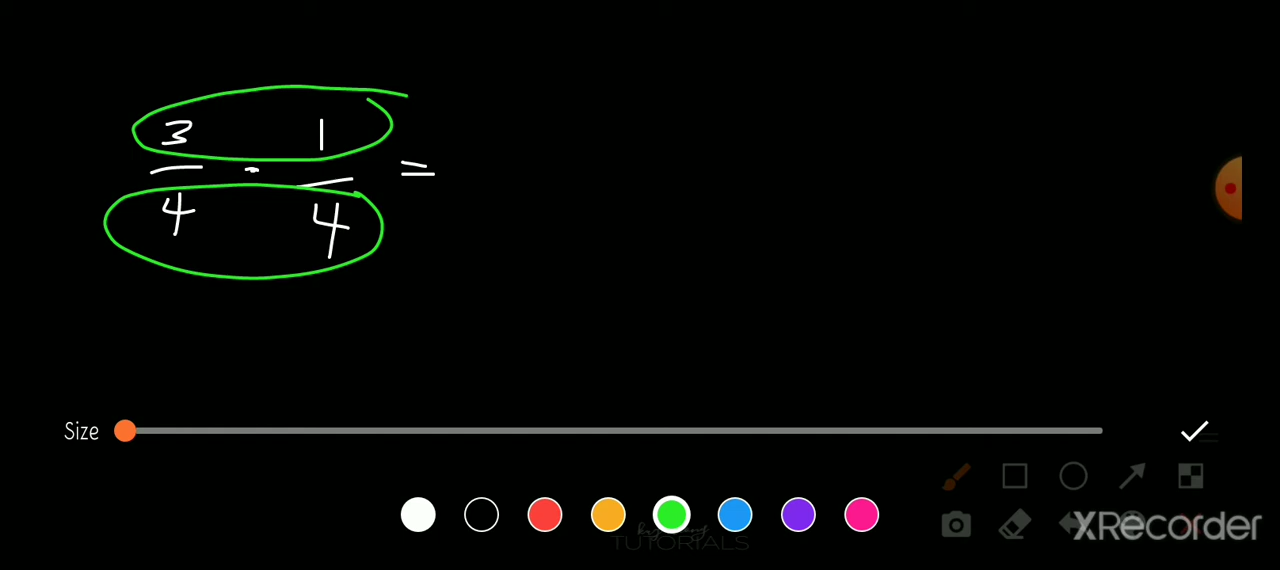 3 1
— · — =
4 4
Size
TUTORIALS
XRecorder